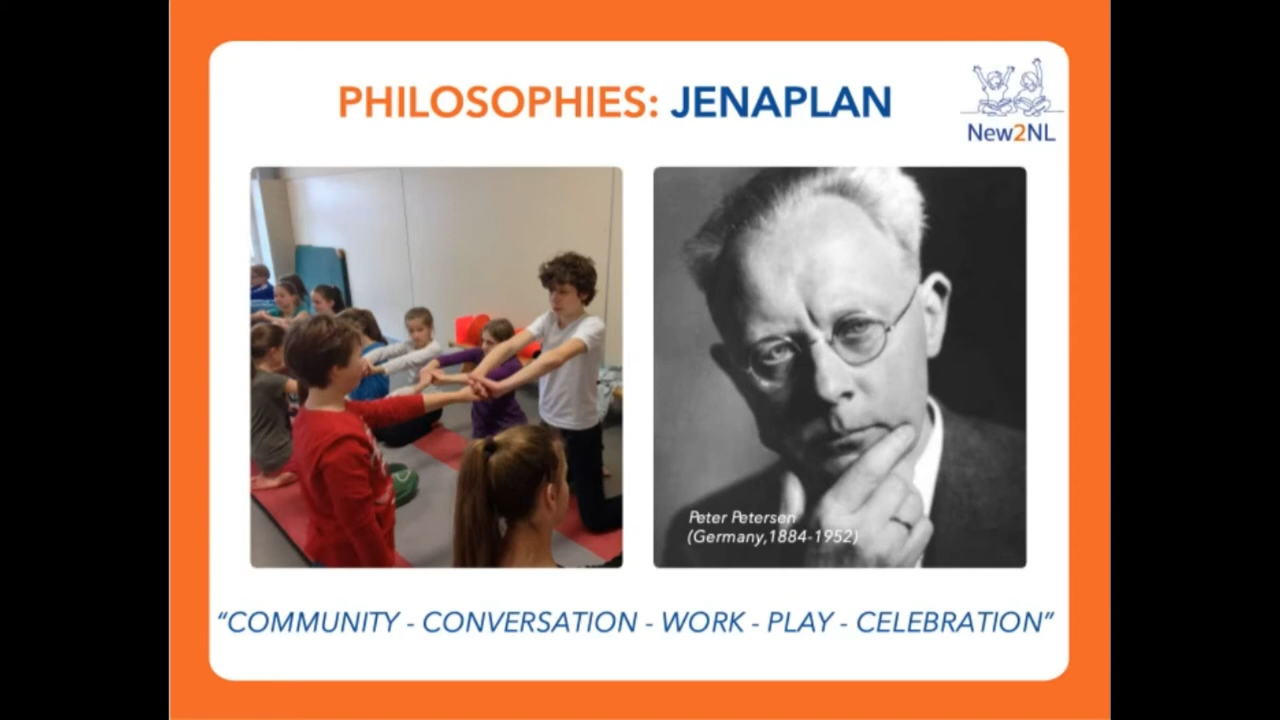 PHILOSOPHIES: JENAPLAN
New2NL
Peter Petersen
(Germany,1884-1952)
“COMMUNITY - CONVERSATION - WORK - PLAY - CELEBRATION”